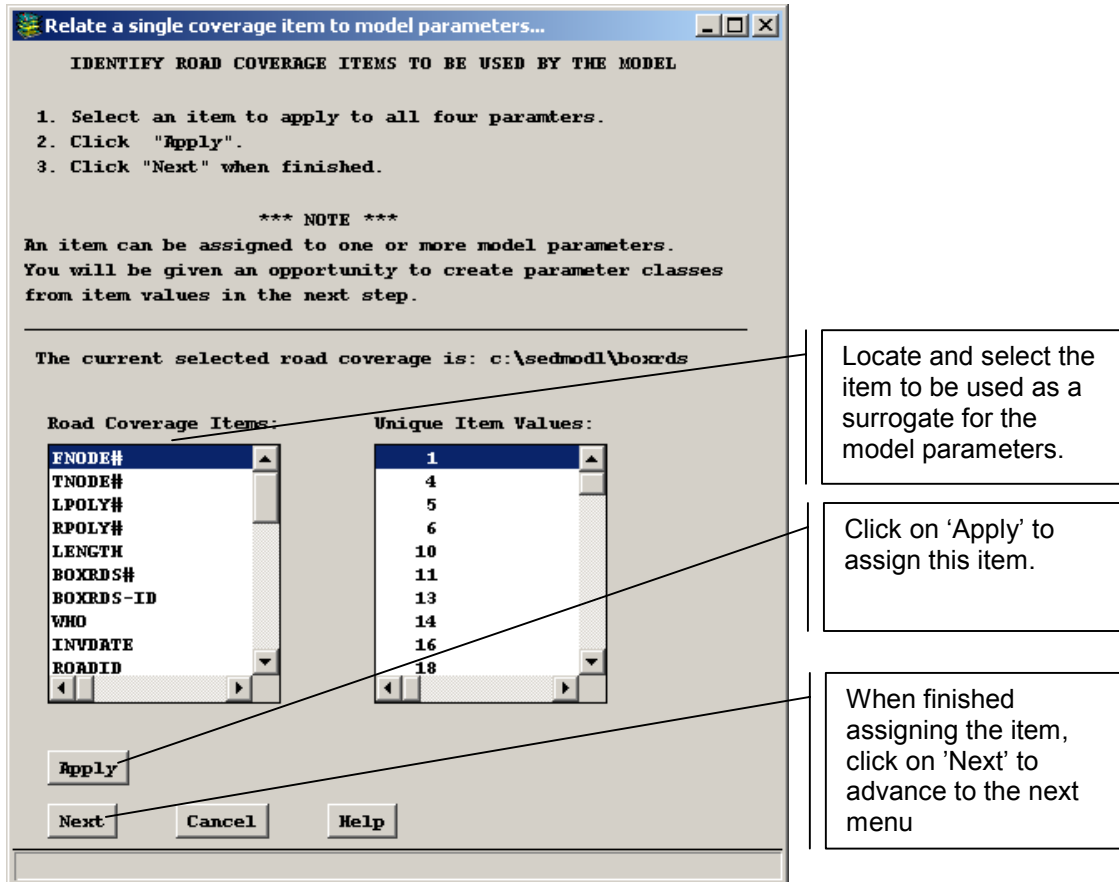 Relate a single coverage item to model parameters...
IDENTIFY ROAD COVERAGE ITEMS TO BE USED BY THE MODEL
1. Select an item to apply to all four paramters.
2. Click "Apply".
3. Click "Next" when finished.
*** NOTE ***
An item can be assigned to one or more model parameters.
You will be given an opportunity to create parameter classes
from item values in the next step.
The current selected road coverage is: c:\sedmodl\boxrds
Road Coverage Items:
FNODE#
TNODE#
LPOLY#
RPOLY#
LENGTH
BOXRDS#
BOXRDS-ID
WHO
INVDATE
ROADID
Unique Item Values:
1
4
5
6
10
11
13
14
16
18
Apply
Next Cancel Help
Locate and select the
item to be used as a
surrogate for the
model parameters.
Click on ‘Apply’ to
assign this item.
When finished
assigning the item,
click on ’Next’ to
advance to the next
menu